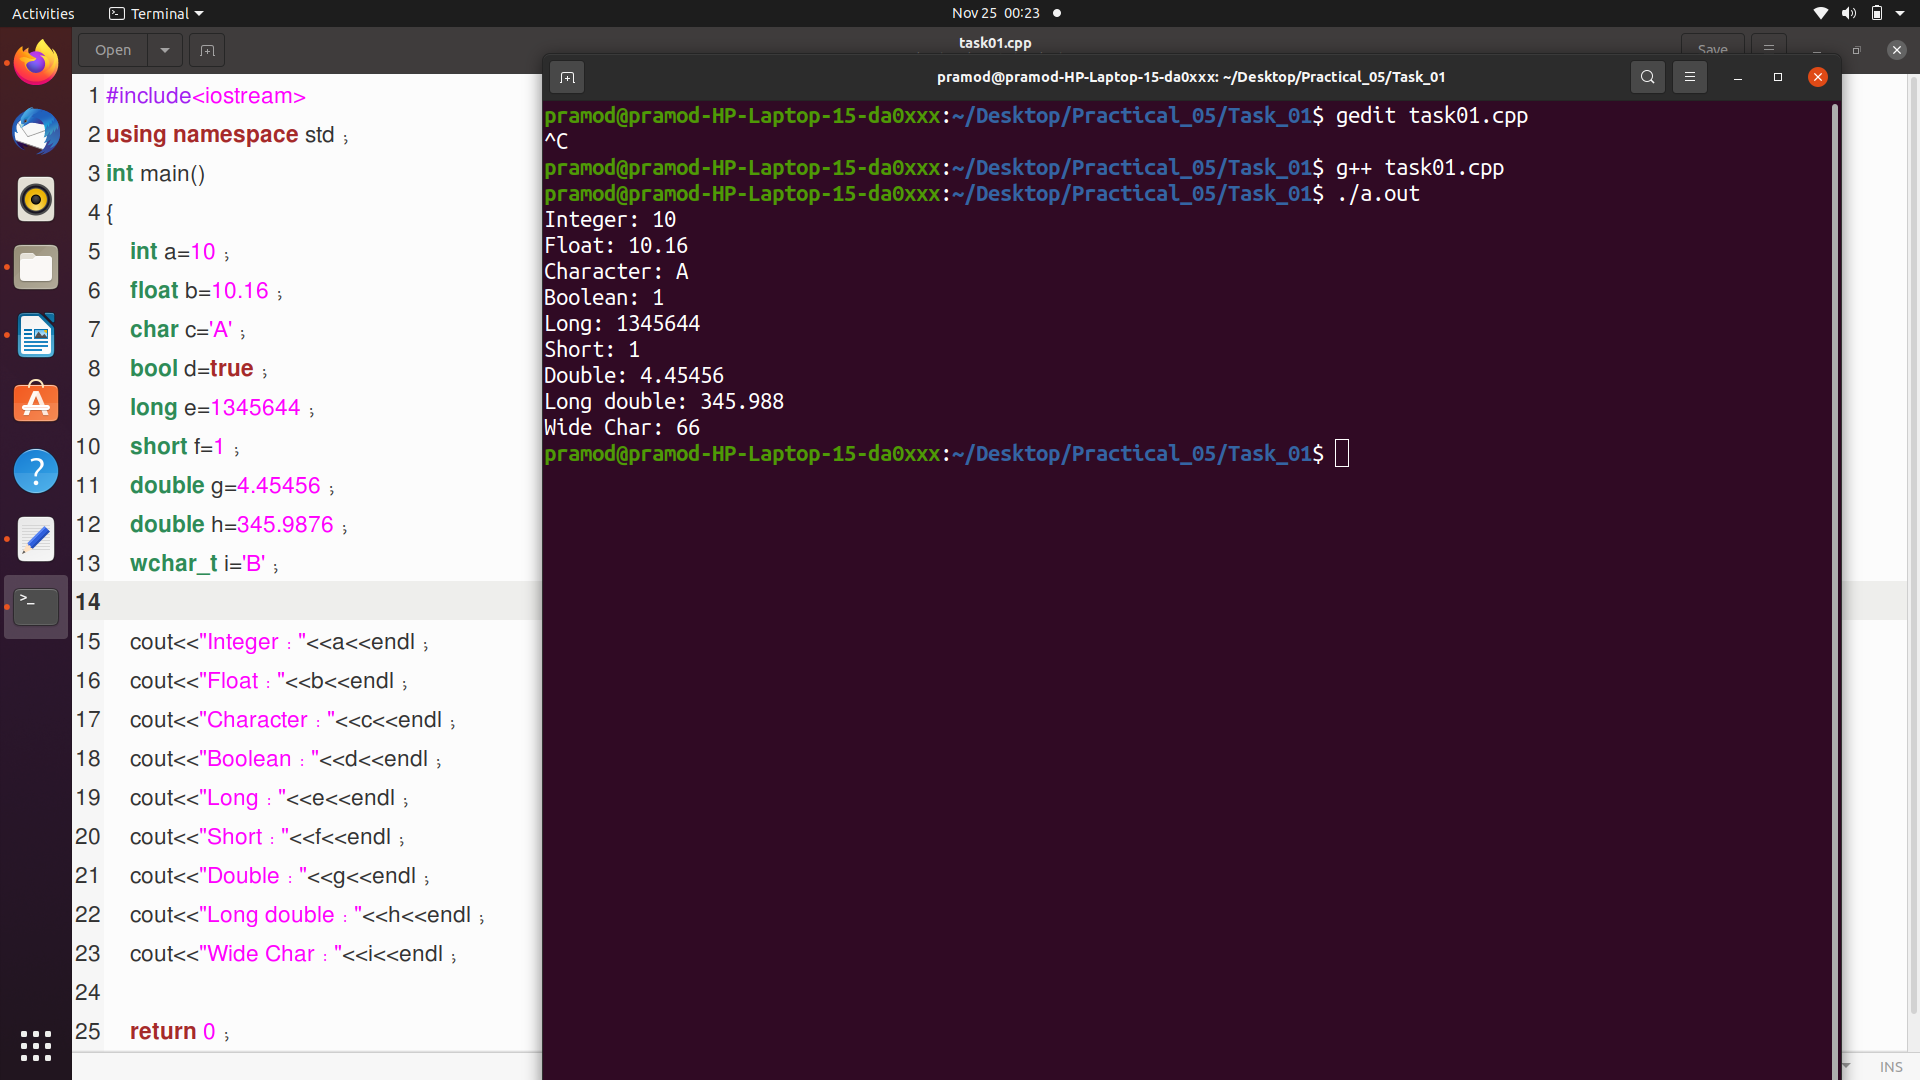 Activities
Terminal
Nov 25 00:23
Open
task01.cpp
Save
1 #include<iostream>
2 using namespace std ;
3 int main()
4 {
5 int a=10 ;
6 float b=10.16 ;
7 char c='A' ;
8 bool d=true ;
9 long e=1345644 ;
10 short f=1 ;
11 double g=4.45456 ;
12 double h=345.9876 ;
13 wchar_t i='B' ;
14
15 cout<<"Integer : "<<a<<endl ;
16 cout<<"Float : "<<b<<endl ;
17 cout<<"Character : "<<c<<endl ;
18 cout<<"Boolean : "<<d<<endl ;
19 cout<<"Long : "<<e<<endl ;
20 cout<<"Short : "<<f<<endl ;
21 cout<<"Double : "<<g<<endl ;
22 cout<<"Long double : "<<h<<endl ;
23 cout<<"Wide Char : "<<i<<endl ;
24
25 return 0 ;
INS
pramod@pramod-HP-Laptop-15-da0xxx: ~/Desktop/Practical_05/Task_01
pramod@pramod-HP-Laptop-15-da0xxx:~/Desktop/Practical_05/Task_01$ gedit task01.cpp
^C
pramod@pramod-HP-Laptop-15-da0xxx:~/Desktop/Practical_05/Task_01$ g++ task01.cpp
pramod@pramod-HP-Laptop-15-da0xxx:~/Desktop/Practical_05/Task_01$ ./a.out
Integer: 10
Float: 10.16
Character: A
Boolean: 1
Long: 1345644
Short: 1
Double: 4.45456
Long double: 345.988
Wide Char: 66
pramod@pramod-HP-Laptop-15-da0xxx:~/Desktop/Practical_05/Task_01$